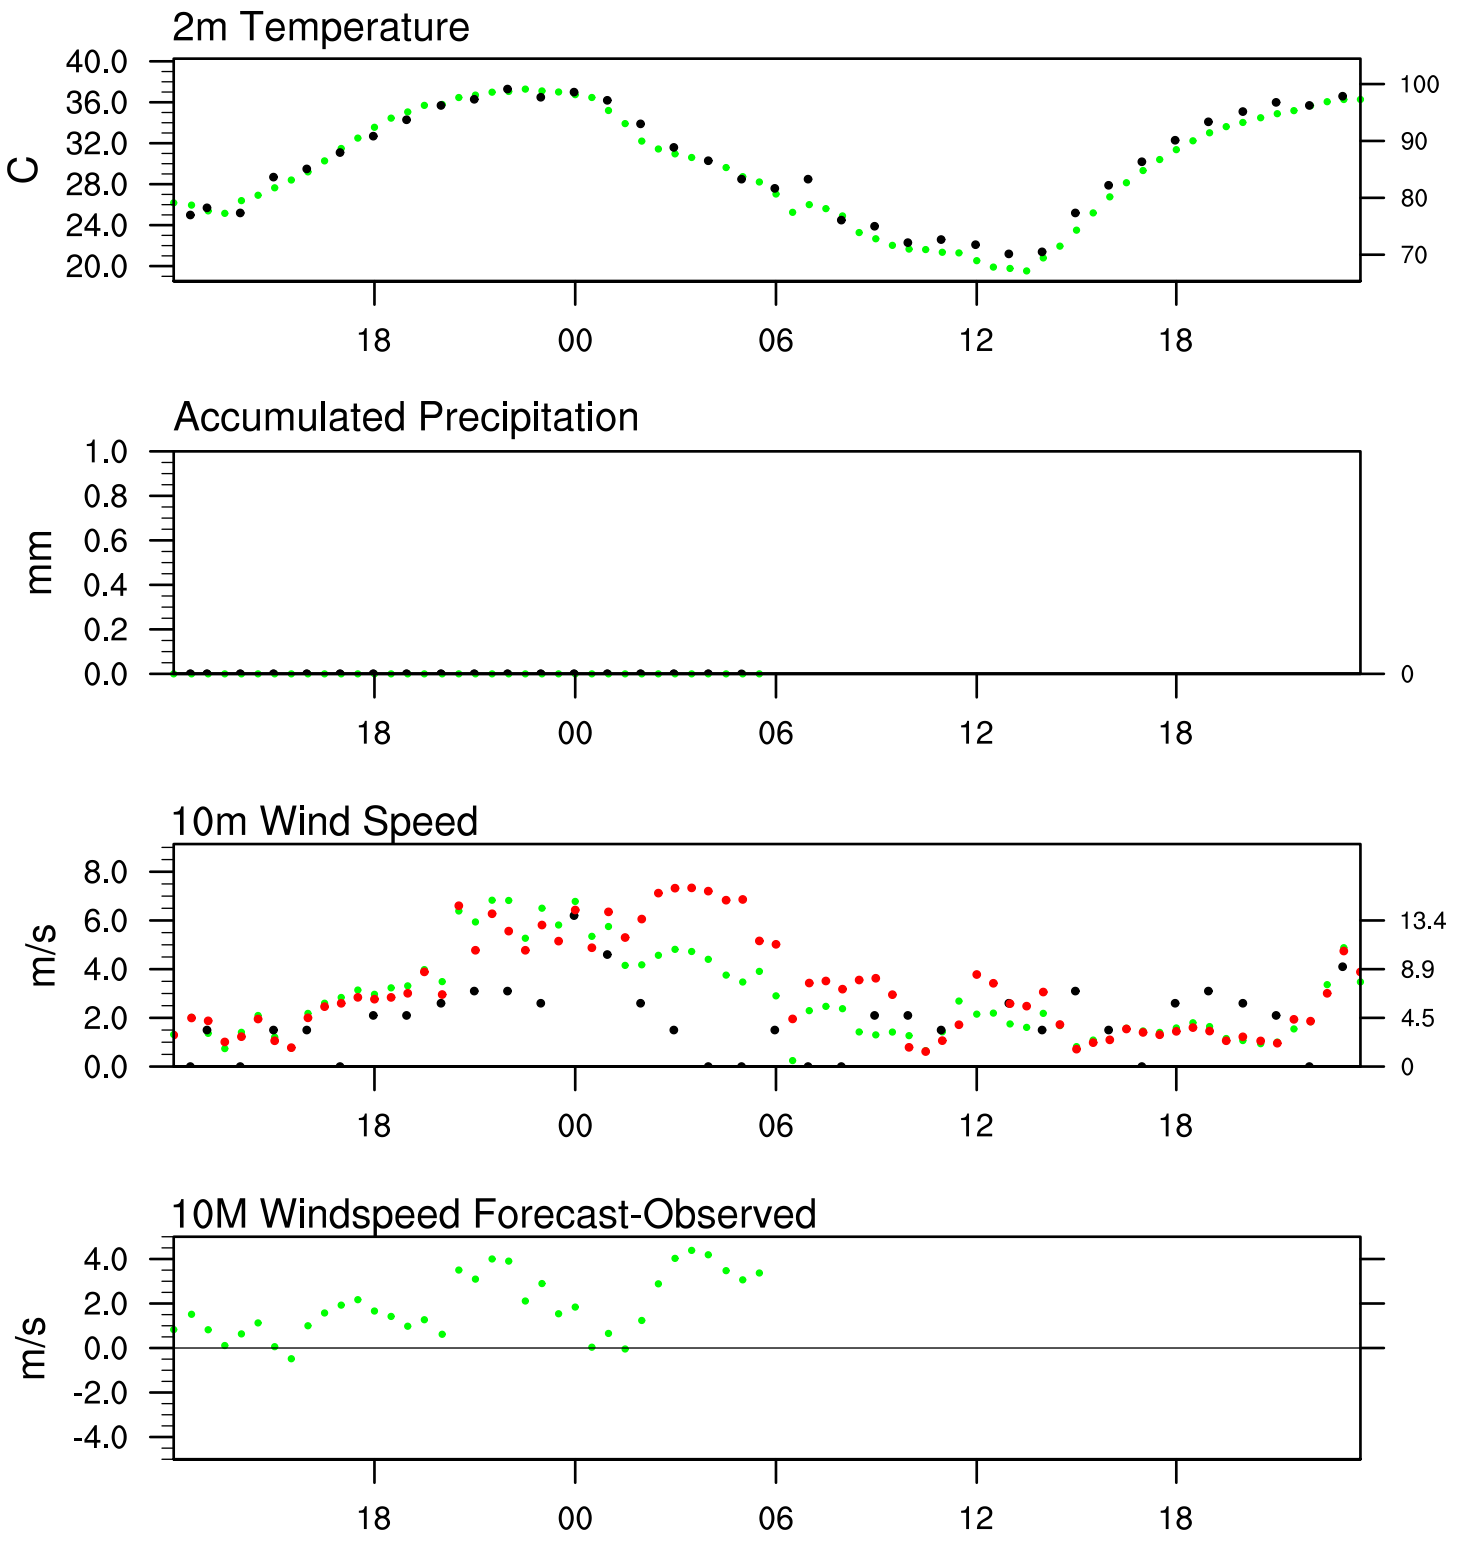 2m Temperature
40.0
36.0
32.0
28.0
24.0
20.0
C
100
90
80
70
18 00 06 12 18
Accumulated Precipitation
1.0
0.8
0.6
0.4
0.2
0.0
mm
0
18 00 06 12 18
10m Wind Speed
8.0
6.0
4.0
2.0
0.0
m/s
13.4
8.9
4.5
0
18 00 06 12 18
10M Windspeed Forecast-Observed
4.0
2.0
0.0
-2.0
-4.0
m/s
18 00 06 12 18